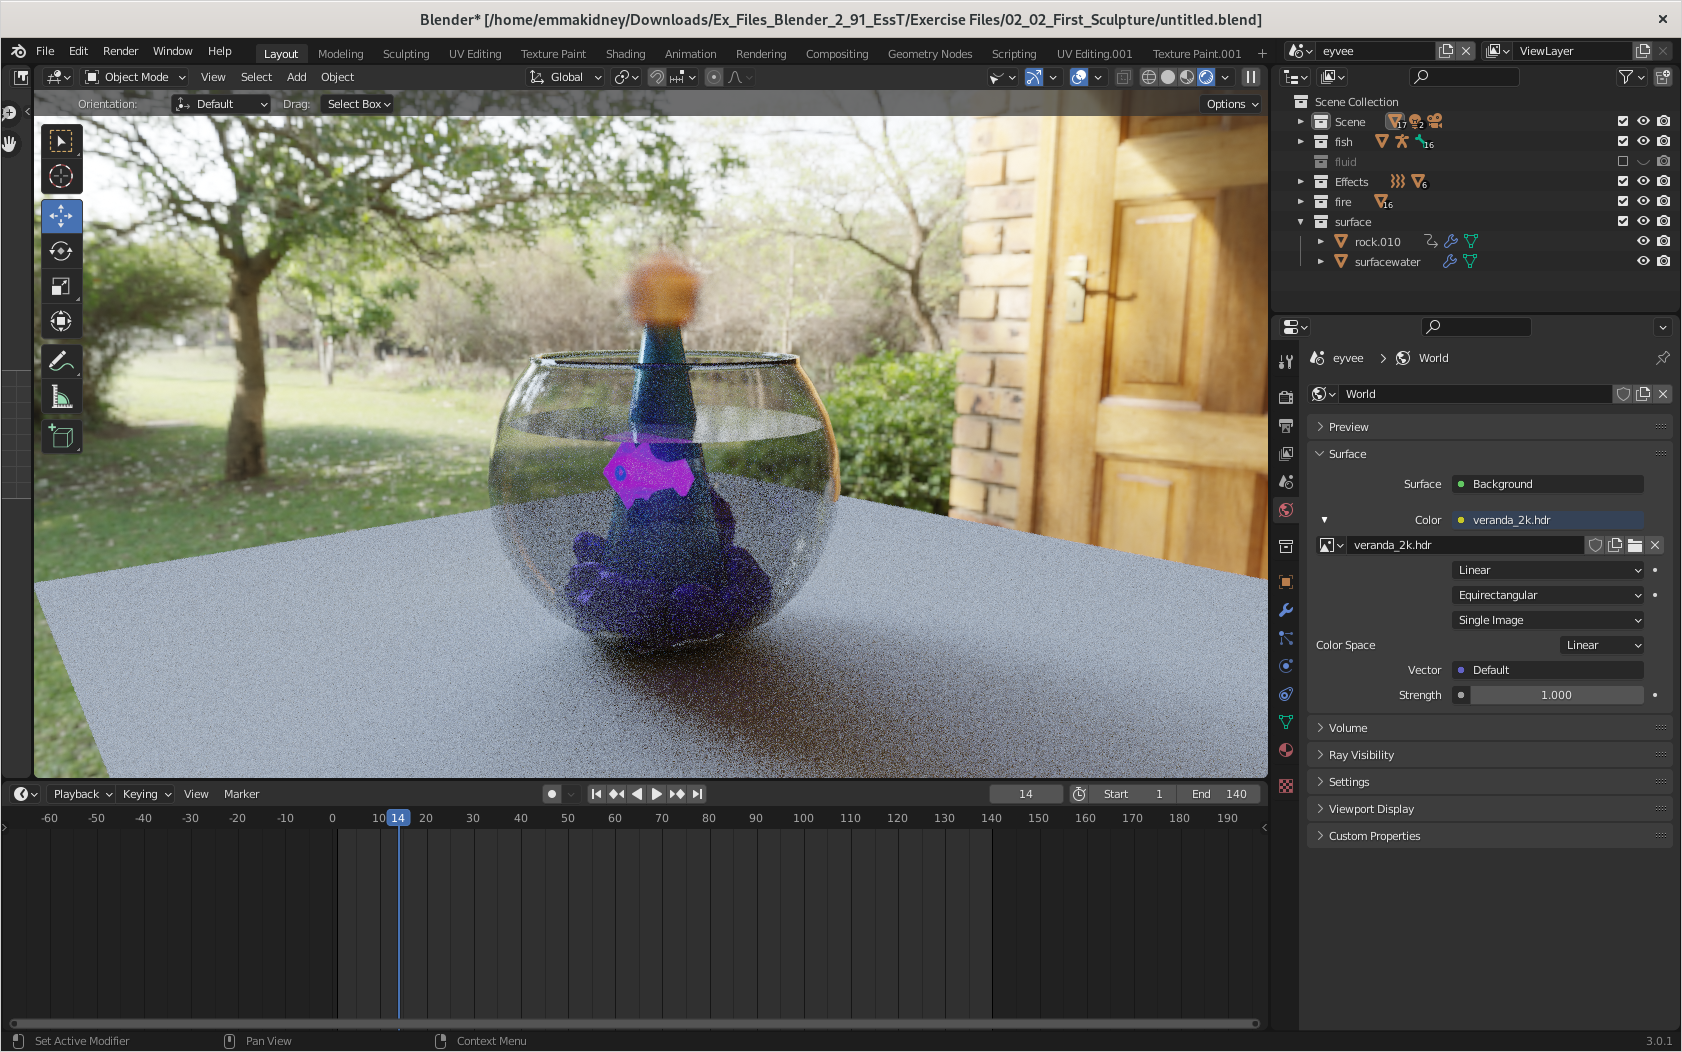 Blender* [/home/emmakidney/Downloads/Ex_Files_Blender_2_91_EssT/Exercise Files/02_02_First_Sculpture/untitled.blend]
File Edit Render Window Help Layout Modeling Sculpting UV Editing Texture Paint Shading Animation Rendering Compositing Geometry Nodes Scripting UV Editing.001 Texture Paint.001 + eyvee ViewLayer
Object Mode View Select Add Object Global
Orientation: Default Drag: Select Box Options
Scene Collection
Scene 17 2
fish 16
fluid
Effects 6
fire 16
surface
rock.010
surfacewater
eyvee World
World
Preview
Surface
Surface Background
Color veranda_2k.hdr
veranda_2k.hdr
Linear
Equirectangular
Single Image
Color Space Linear
Vector Default
Strength 1.000
Volume
Ray Visibility
Settings
Viewport Display
Custom Properties
Playback Keying View Marker 14 Start 1 End 140
-60 -50 -40 -30 -20 -10 0 10 14 20 30 40 50 60 70 80 90 100 110 120 130 140 150 160 170 180 190
Set Active Modifier Pan View Context Menu 3.0.1